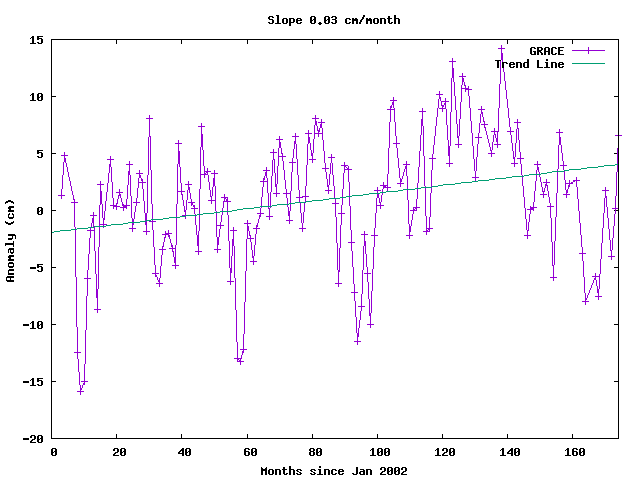 Slope 0.03 cm/month
15
10
5
0
-5
-10
-15
-20
Anomaly (cm)
GRACE
Trend Line
0 20 40 60 80 100 120 140 160
Months since Jan 2002